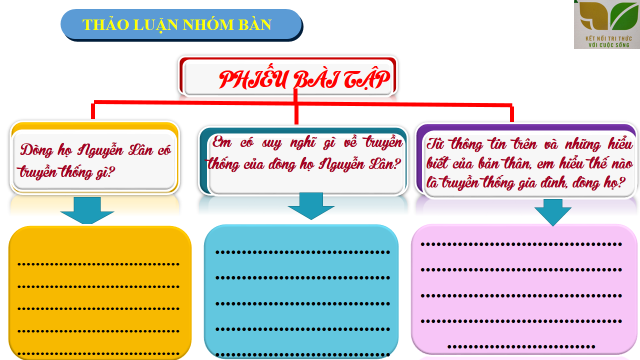 THẢO LUẬN NHÓM BÀN
KẾT NỐI TRI THỨC
VỚI CUỘC SỐNG
PHIẾU BÀI TẬP
Dòng họ Nguyễn Lân có
truyền thống gì?
Em có suy nghĩ gì về truyền
thống của dòng họ Nguyễn Lân?
Từ thông tin trên và những hiểu
biết của bản thân, em hiểu thế nào
là truyền thống gia đình, dòng họ?